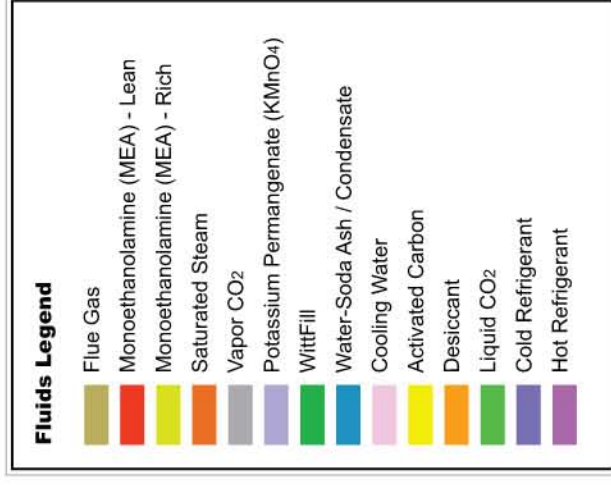 Fluids Legend
Flue Gas
Monoethanolamine (MEA) - Lean
Monoethanolamine (MEA) - Rich
Saturated Steam
Vapor CO2
Potassium Permangenate (KMnO4)
WittFill
Water-Soda Ash / Condensate
Cooling Water
Activated Carbon
Desiccant
Liquid CO2
Cold Refrigerant
Hot Refrigerant